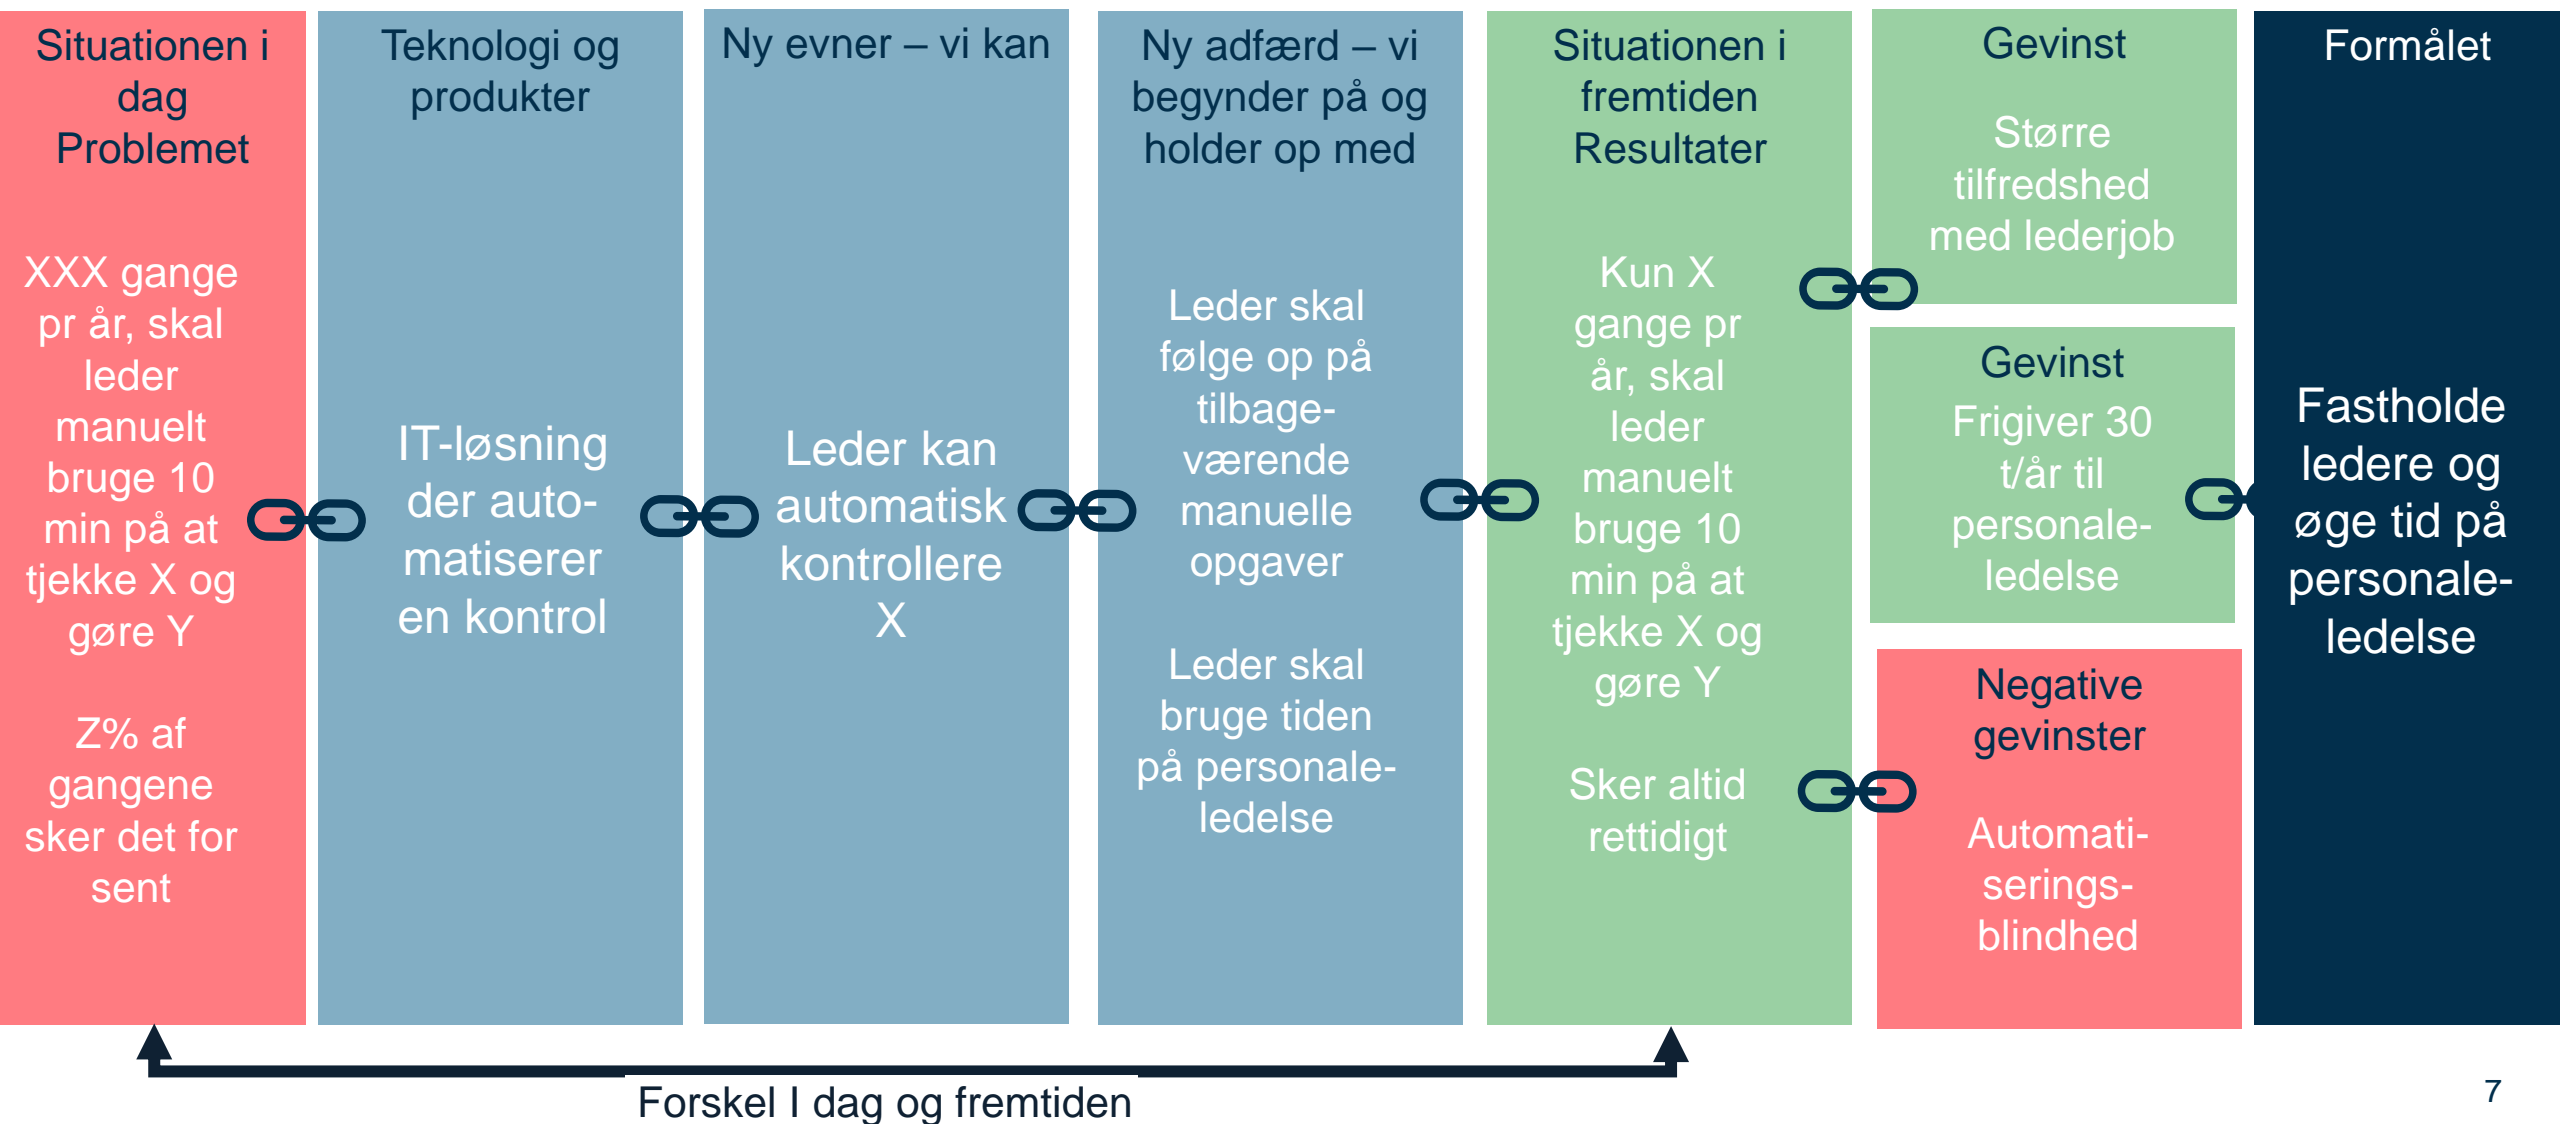 Situationen i
dag
Problemet
XXX gange
pr år, skal
leder
manuelt
bruge 10
min på at
tjekke X og
gøre Y
Z% af
gangene
sker det for
sent
Teknologi og
produkter
IT-løsning
der auto-
matiserer
en kontrol
Ny evner – vi kan
Leder kan
automatisk
kontrollere
X
Ny adfærd – vi
begynder på og
holder op med
Leder skal
følge op på
tilbage-
værende
manuelle
opgaver
Leder skal
bruge tiden
på personale-
ledelse
Situationen i
fremtiden
Resultater
Kun X
gange pr
år, skal
leder
manuelt
bruge 10
min på at
tjekke X og
gøre Y
Sker altid
rettidigt
Gevinst
Større
tilfredshed
med lederjob
Gevinst
Frigiver 30
t/år til
personale-
ledelse
Negative
gevinster
Automati-
serings-
blindhed
Formålet
Fastholde
ledere og
øge tid på
personale-
ledelse
Forskel I dag og fremtiden
7